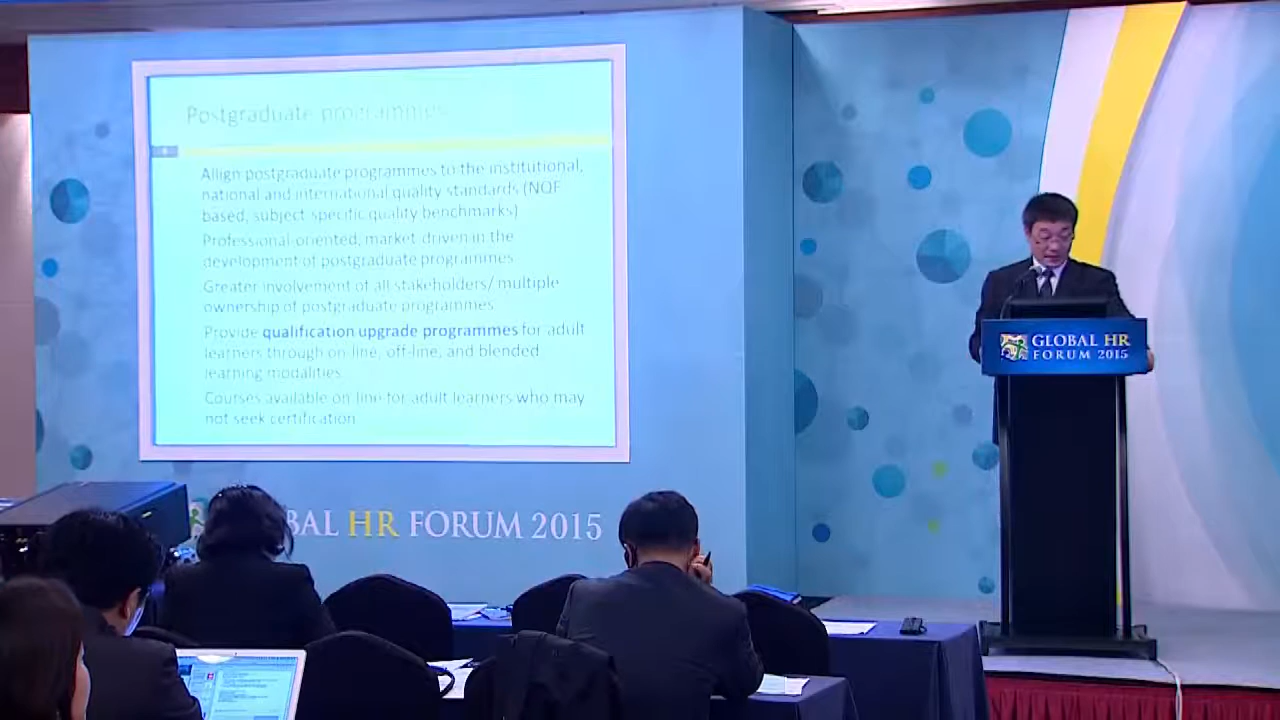 Postgraduate programmes
Allign postgraduate programmes to the institutional,
national and international quality standards (NQF
based, subject specific quality benchmarks)
Professional-oriented, market-driven in the
development of postgraduate programmes
Greater involvement of all stakeholders/ multiple
ownership of postgraduate programmes
Provide qualification upgrade programmes for adult
learners through on-line, off-line, and blended
learning modalities
Courses available on-line for adult learners who may
not seek certification
BAL HR FORUM 2015
GLOBAL HR
FORUM 2015